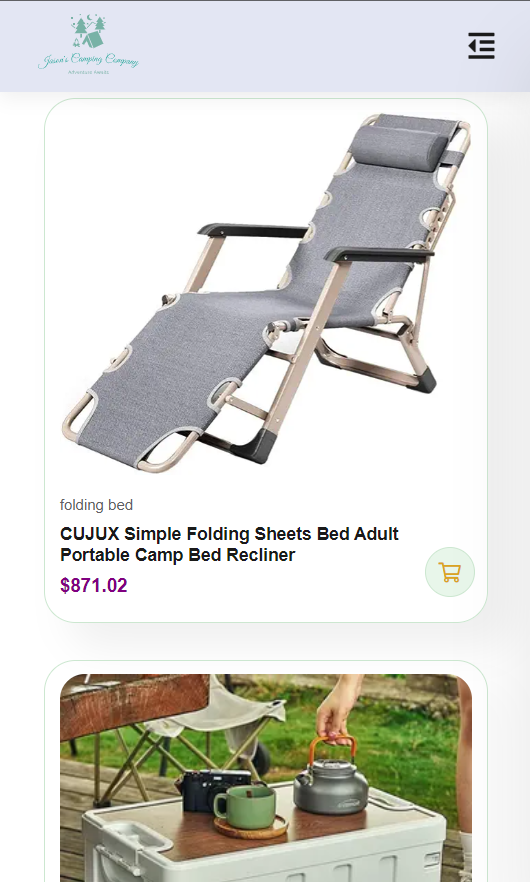 Jason's Camping Company
Adventure Awaits
folding bed
CUJUX Simple Folding Sheets Bed Adult
Portable Camp Bed Recliner
$871.02